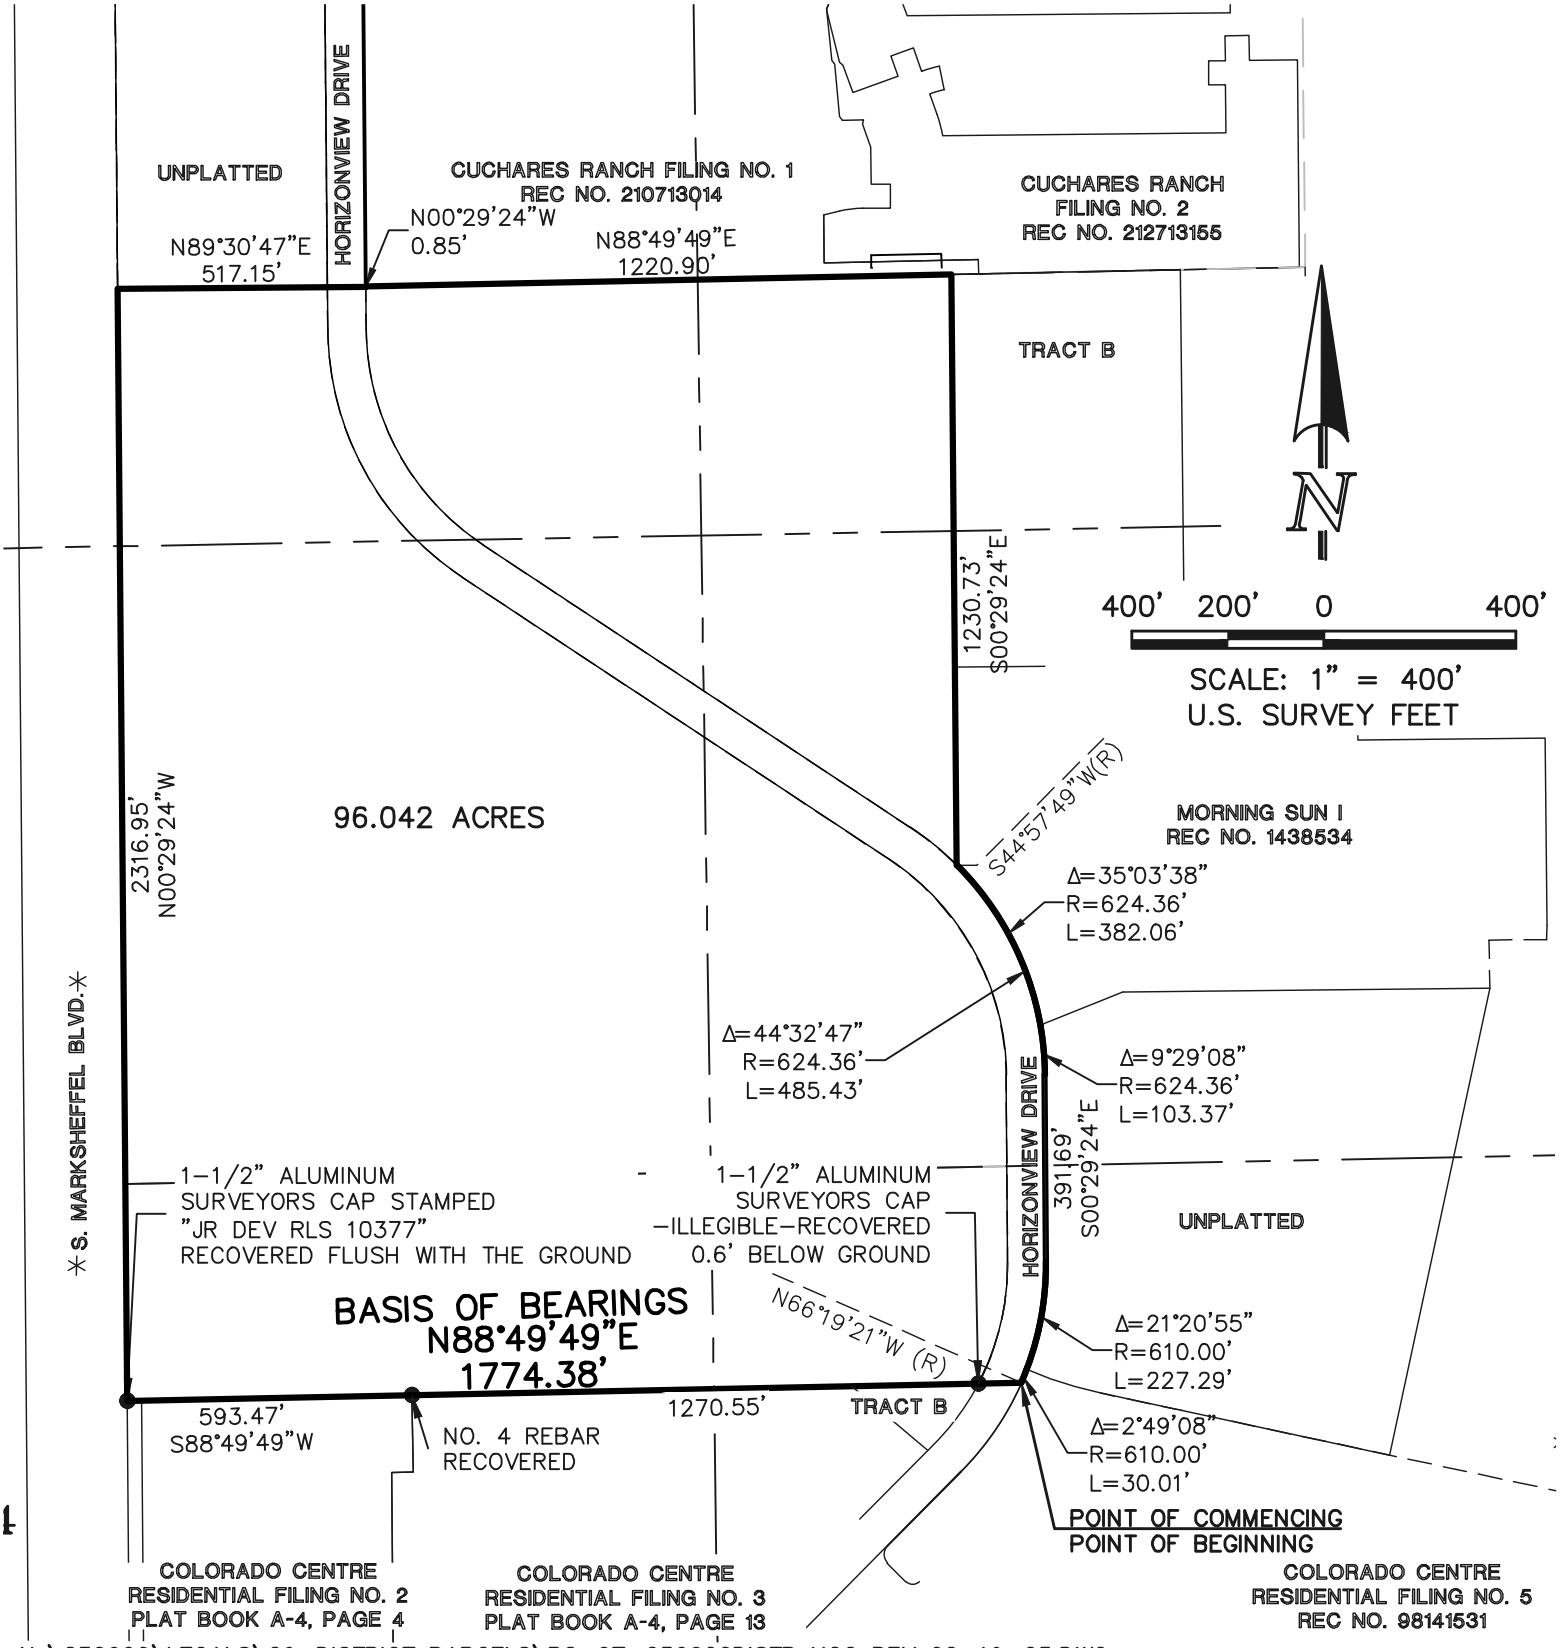 HORIZONVIEW DRIVE
UNPLATTED
CUCHARES RANCH FILING NO. 1
REC NO. 210713014
CUCHARES RANCH
FILING NO. 2
REC NO. 212713155
N00°29'24"W
0.85'
N89°30'47"E
517.15'
N88°49'49"E
1220.90'
TRACT B
N
1230.73'
S00°29'24"E
400' 200' 0 400'
SCALE: 1" = 400'
U.S. SURVEY FEET
S44°57'49"W(R)
2316.95'
N00°29'24"W
96.042 ACRES
MORNING SUN I
REC NO. 1438534
Δ=35°03'38"
R=624.36'
L=382.06'
* S. MARKSHEFFEL BLVD.*
Δ=44°32'47"
R=624.36'
L=485.43'
Δ=9°29'08"
R=624.36'
L=103.37'
HORIZONVIEW DRIVE
391.69'
S00°29'24"E
1-1/2" ALUMINUM
SURVEYORS CAP STAMPED
"JR DEV RLS 10377"
RECOVERED FLUSH WITH THE GROUND
1-1/2" ALUMINUM
SURVEYORS CAP
-ILLEGIBLE-RECOVERED
0.6' BELOW GROUND
UNPLATTED
BASIS OF BEARINGS
N88°49'49"E
1774.38'
N66°19'21"W (R)
Δ=21°20'55"
R=610.00'
L=227.29'
593.47'
S88°49'49"W
1270.55'
TRACT B
NO. 4 REBAR
RECOVERED
Δ=2°49'08"
R=610.00'
L=30.01'
POINT OF COMMENCING
POINT OF BEGINNING
COLORADO CENTRE
RESIDENTIAL FILING NO. 2
PLAT BOOK A-4, PAGE 4
COLORADO CENTRE
RESIDENTIAL FILING NO. 3
PLAT BOOK A-4, PAGE 13
COLORADO CENTRE
RESIDENTIAL FILING NO. 5
REC NO. 98141531